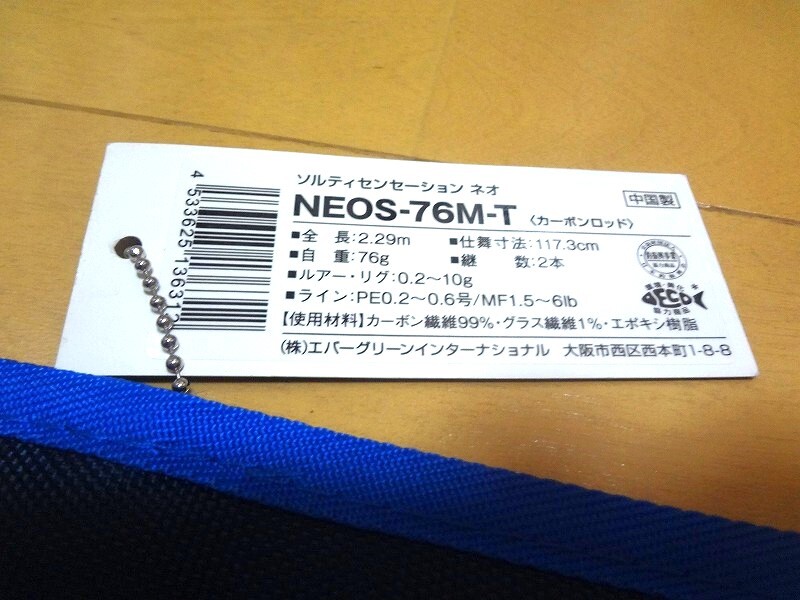 ソルティセンセーション ネオ
NEOS-76M-T 〈カーボンロッド〉 中国製
■全 長:2.29m ■仕舞寸法:117.3cm
■自 重:76g ■継 数:2本
■ルアー・リグ:0.2〜10g
■ライン:PE0.2〜0.6号/MF1.5〜6lb
【使用材料】カーボン繊維99%・グラス繊維1%・エポキシ樹脂
(株)エバーグリーンインターナショナル 大阪市西区西本町1-8-8
4 533625 136312
ECO